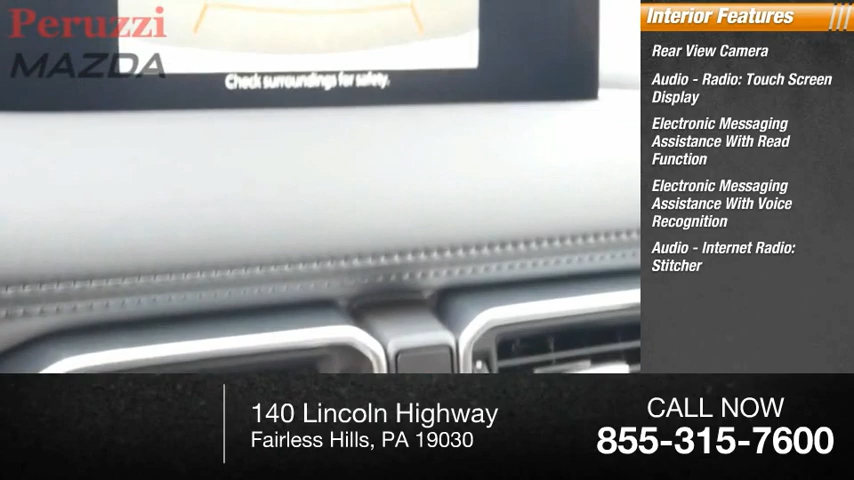 Peruzzi
MAZDA
Check surroundings for safety.
Interior Features
Rear View Camera
Audio - Radio: Touch Screen
Display
Electronic Messaging
Assistance With Read
Function
Electronic Messaging
Assistance With Voice
Recognition
Audio - Internet Radio:
Stitcher
140 Lincoln Highway
Fairless Hills, PA 19030
CALL NOW
855-315-7600